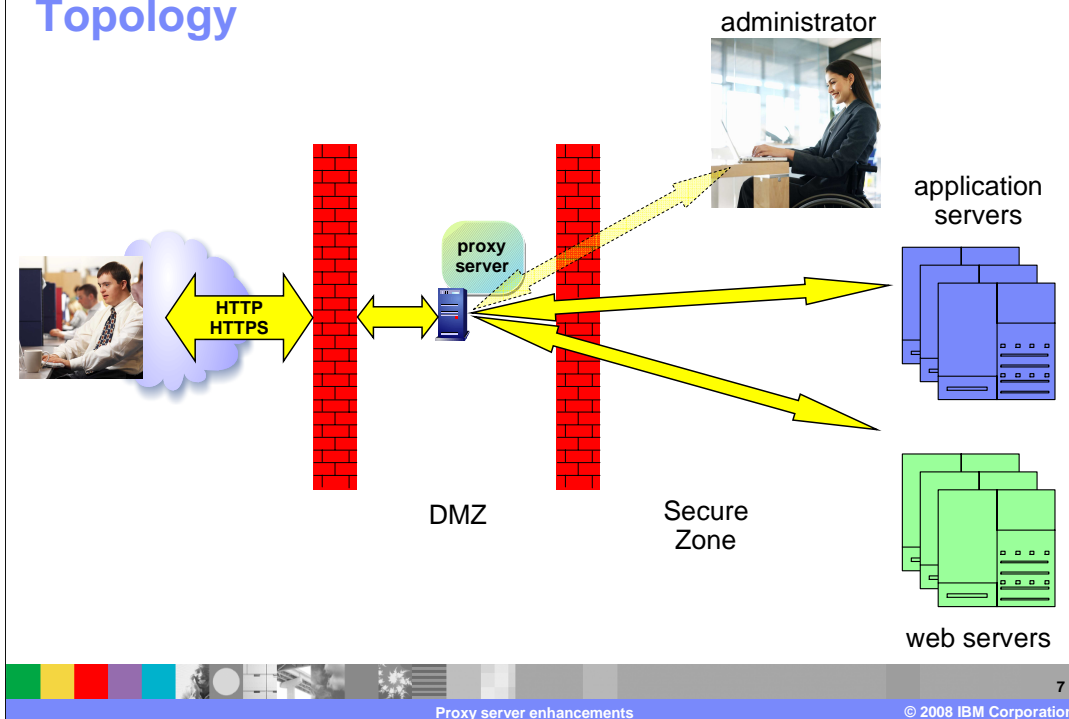 Topology
administrator
application
servers
proxy
server
HTTP
HTTPS
DMZ
Secure
Zone
web servers
7
Proxy server enhancements
© 2008 IBM Corporation